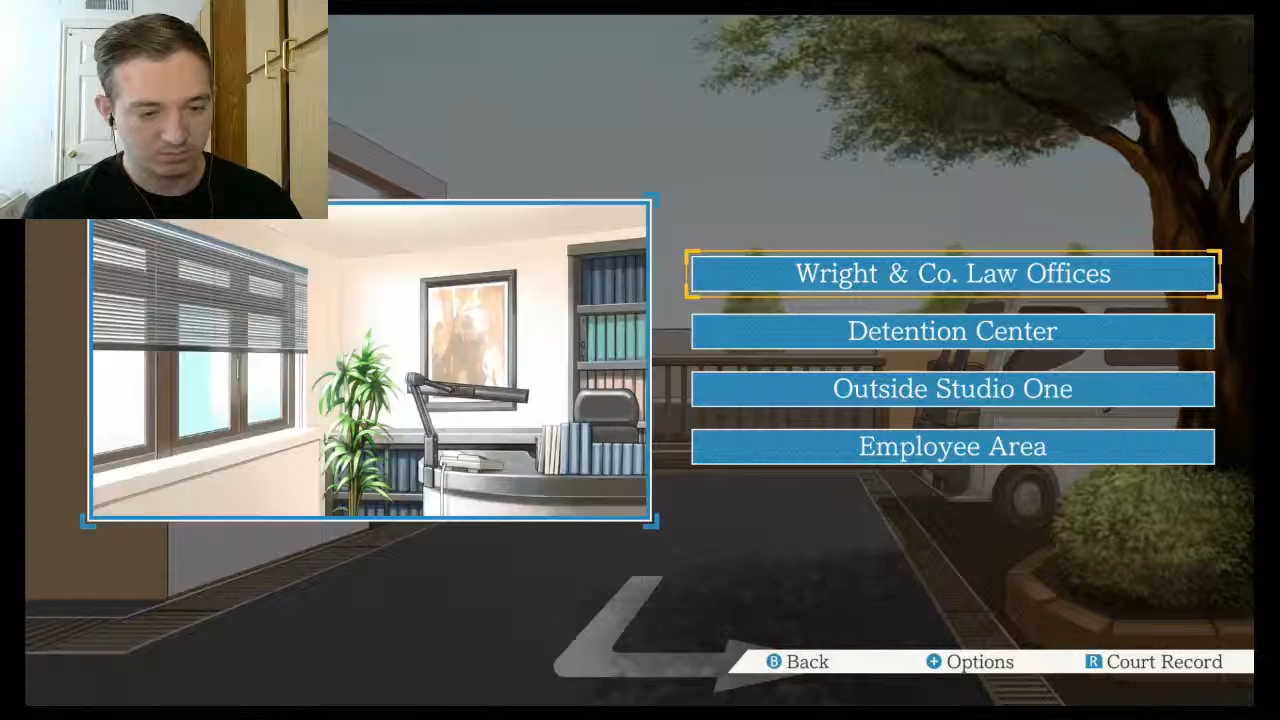 Wright & Co. Law Offices
Detention Center
Outside Studio One
Employee Area
B Back
+ Options
R Court Record